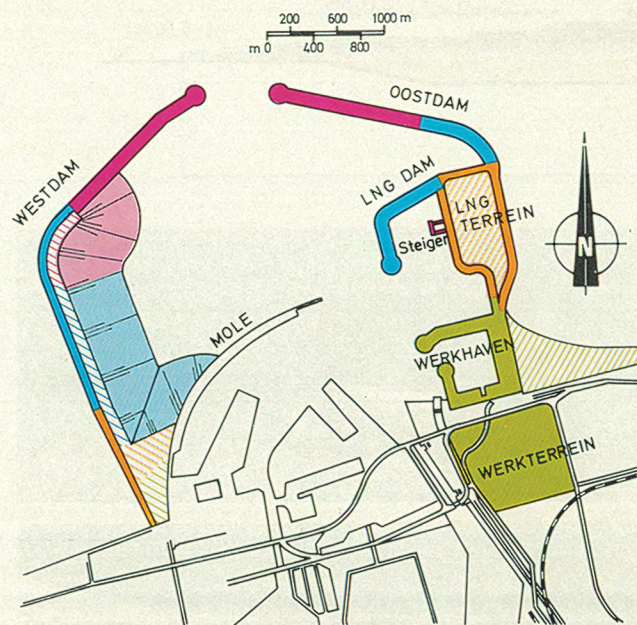 200 600 1000 m
m 0 400 800
OOSTDAM
WESTDAM
LNG DAM
LNG
TERREIN
Steiger
N
MOLE
WERKHAVEN
WERKTERREIN